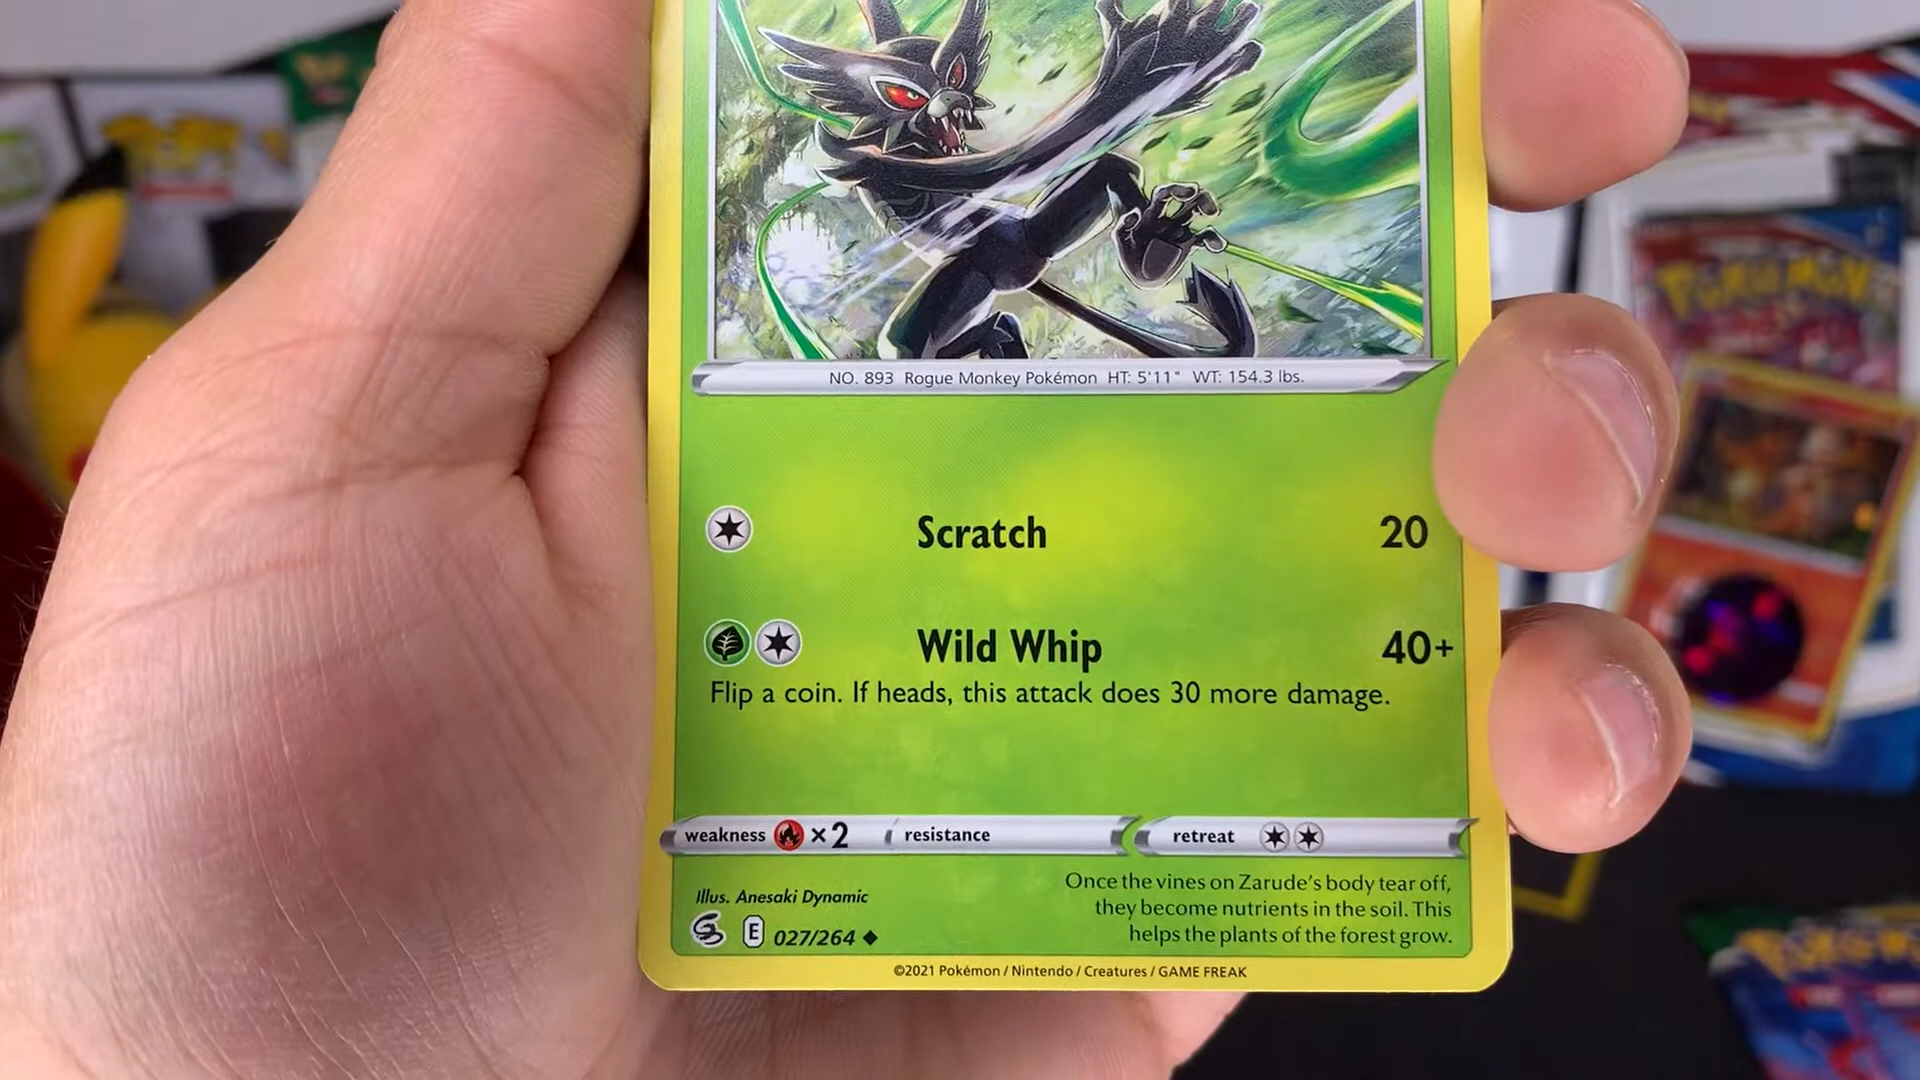 NO. 893 Rogue Monkey Pokémon HT: 5'11" WT: 154.3 lbs.
Scratch 20
Wild Whip 40+
Flip a coin. If heads, this attack does 30 more damage.
weakness ×2 resistance retreat
Illus. Anesaki Dynamic
E 027/264
Once the vines on Zarude's body tear off,
they become nutrients in the soil. This
helps the plants of the forest grow.
©2021 Pokémon / Nintendo / Creatures / GAME FREAK
POKéMON